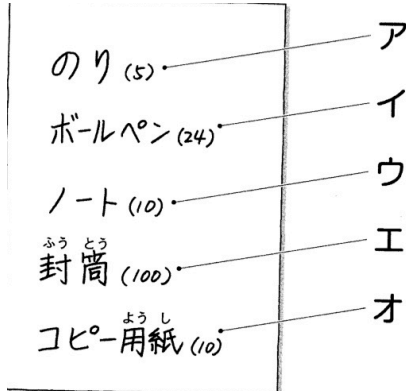 のり(5) ア
ボールペン(24) イ
ノート(10) ウ
ふうとう
封筒(100) エ
ようし
コピー用紙(10) オ